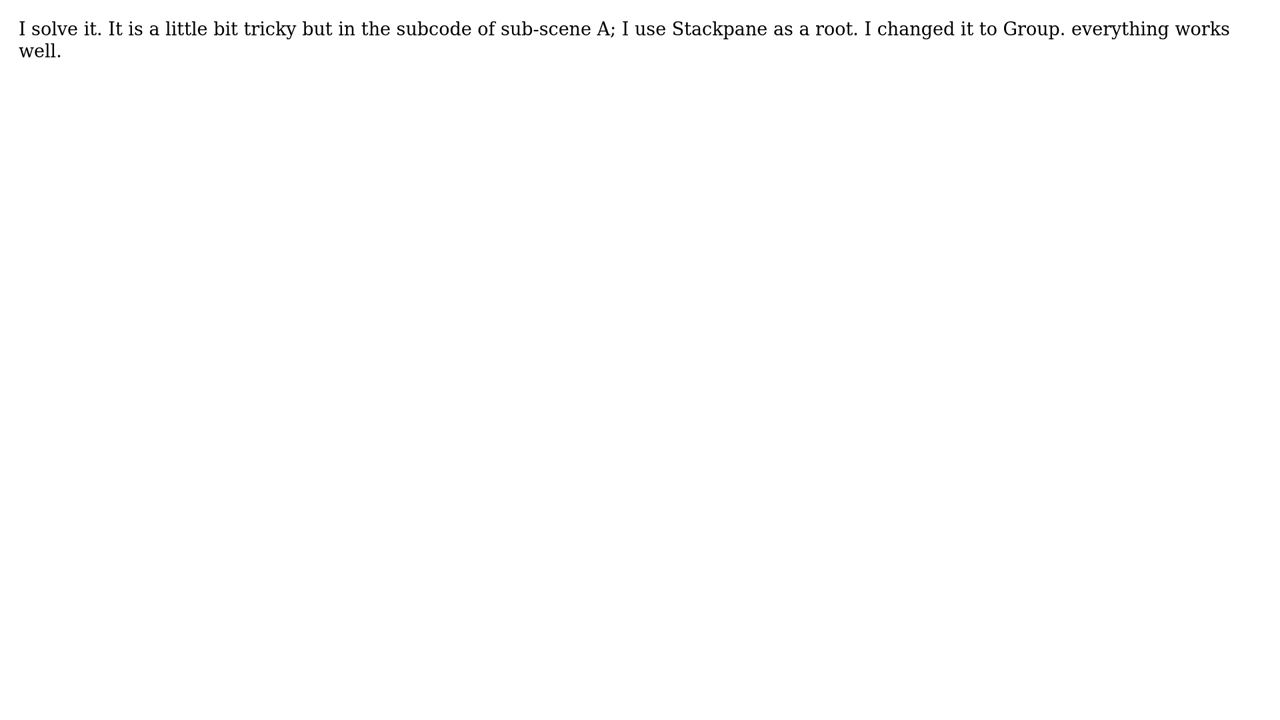 I solve it. It is a little bit tricky but in the subcode of sub-scene A; I use Stackpane as a root. I changed it to Group. everything works
well.